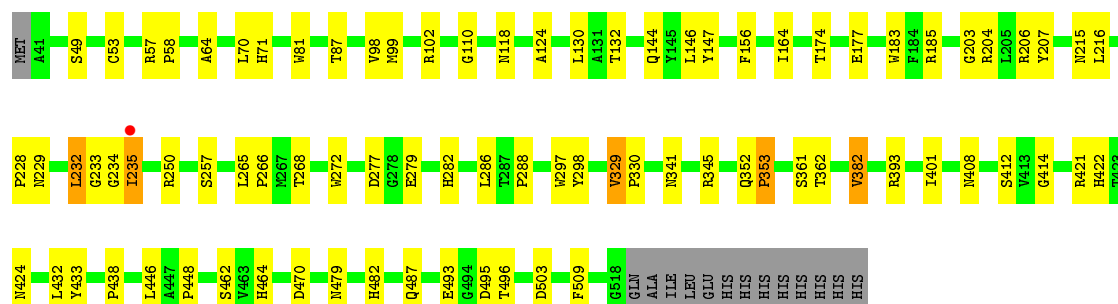 MET A41 S49 C53 R57 P58 A64 L70 H71 W81 T87 V98 M99 R102 G110 N118 A124 L130 A131 T132 Q144 Y145 L146 Y147 F156 I164 T174 E177 W183 F184 R185 G203 R204 L205 R206 Y207 N215 L216
P228 N229 L232 G233 G234 I235 R250 S257 L265 P266 M267 T268 W272 D277 G278 E279 H282 L286 T287 P288 W297 Y298 V329 P330 N341 R345 Q352 P353 S361 T362 V382 R393 I401 N408 S412 V413 G414 R421 H422 T423
N424 L432 Y433 P438 L446 A447 P448 S462 V463 H464 D470 N479 H482 Q487 E493 G494 D495 T496 D503 F509 G518 GLN ALA ILE LEU GLU HIS HIS HIS HIS HIS HIS HIS